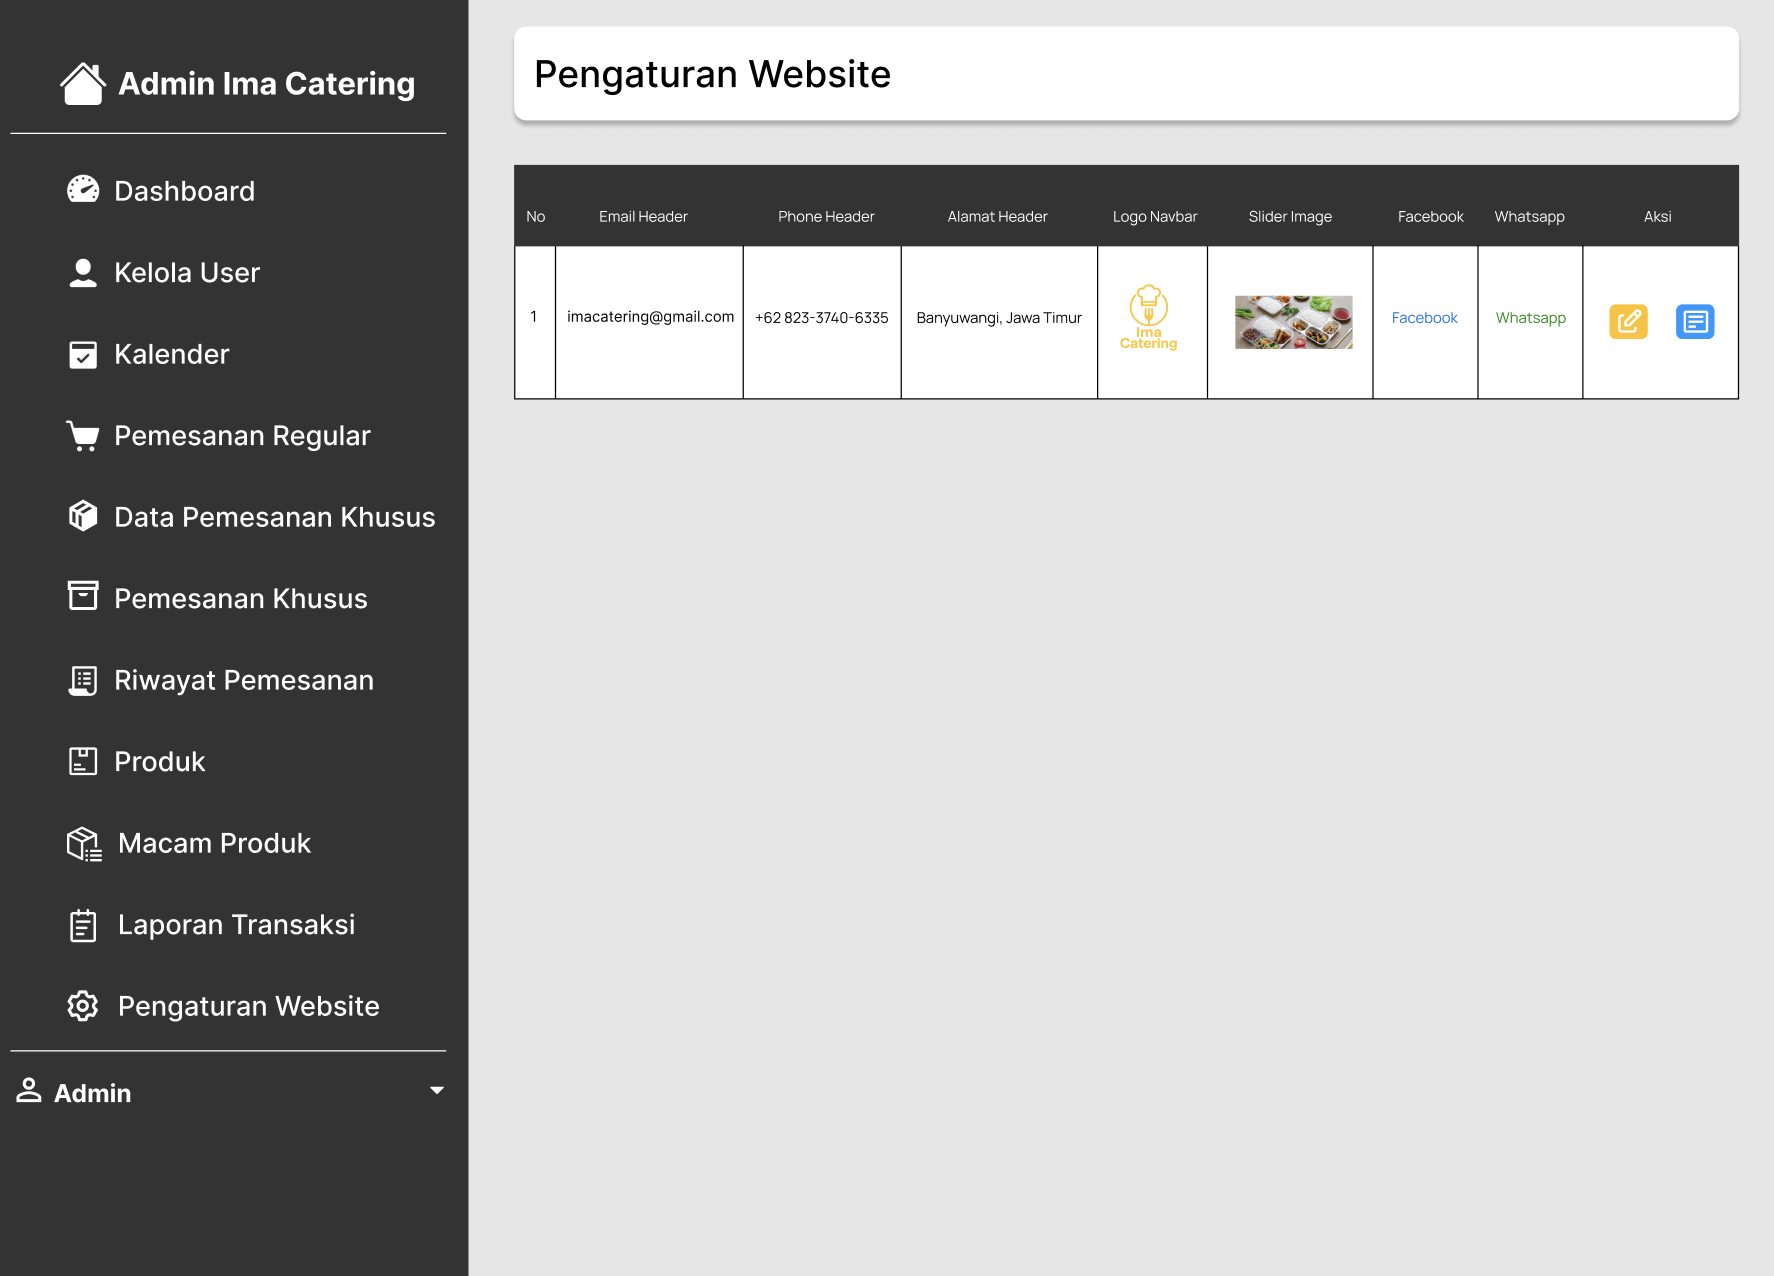 Admin Ima Catering
Dashboard
Kelola User
Kalender
Pemesanan Regular
Data Pemesanan Khusus
Pemesanan Khusus
Riwayat Pemesanan
Produk
Macam Produk
Laporan Transaksi
Pengaturan Website
Admin
Pengaturan Website
No Email Header Phone Header Alamat Header Logo Navbar Slider Image Facebook Whatsapp Aksi
1 imacatering@gmail.com +62 823-3740-6335 Banyuwangi, Jawa Timur Facebook Whatsapp
Ima
Catering